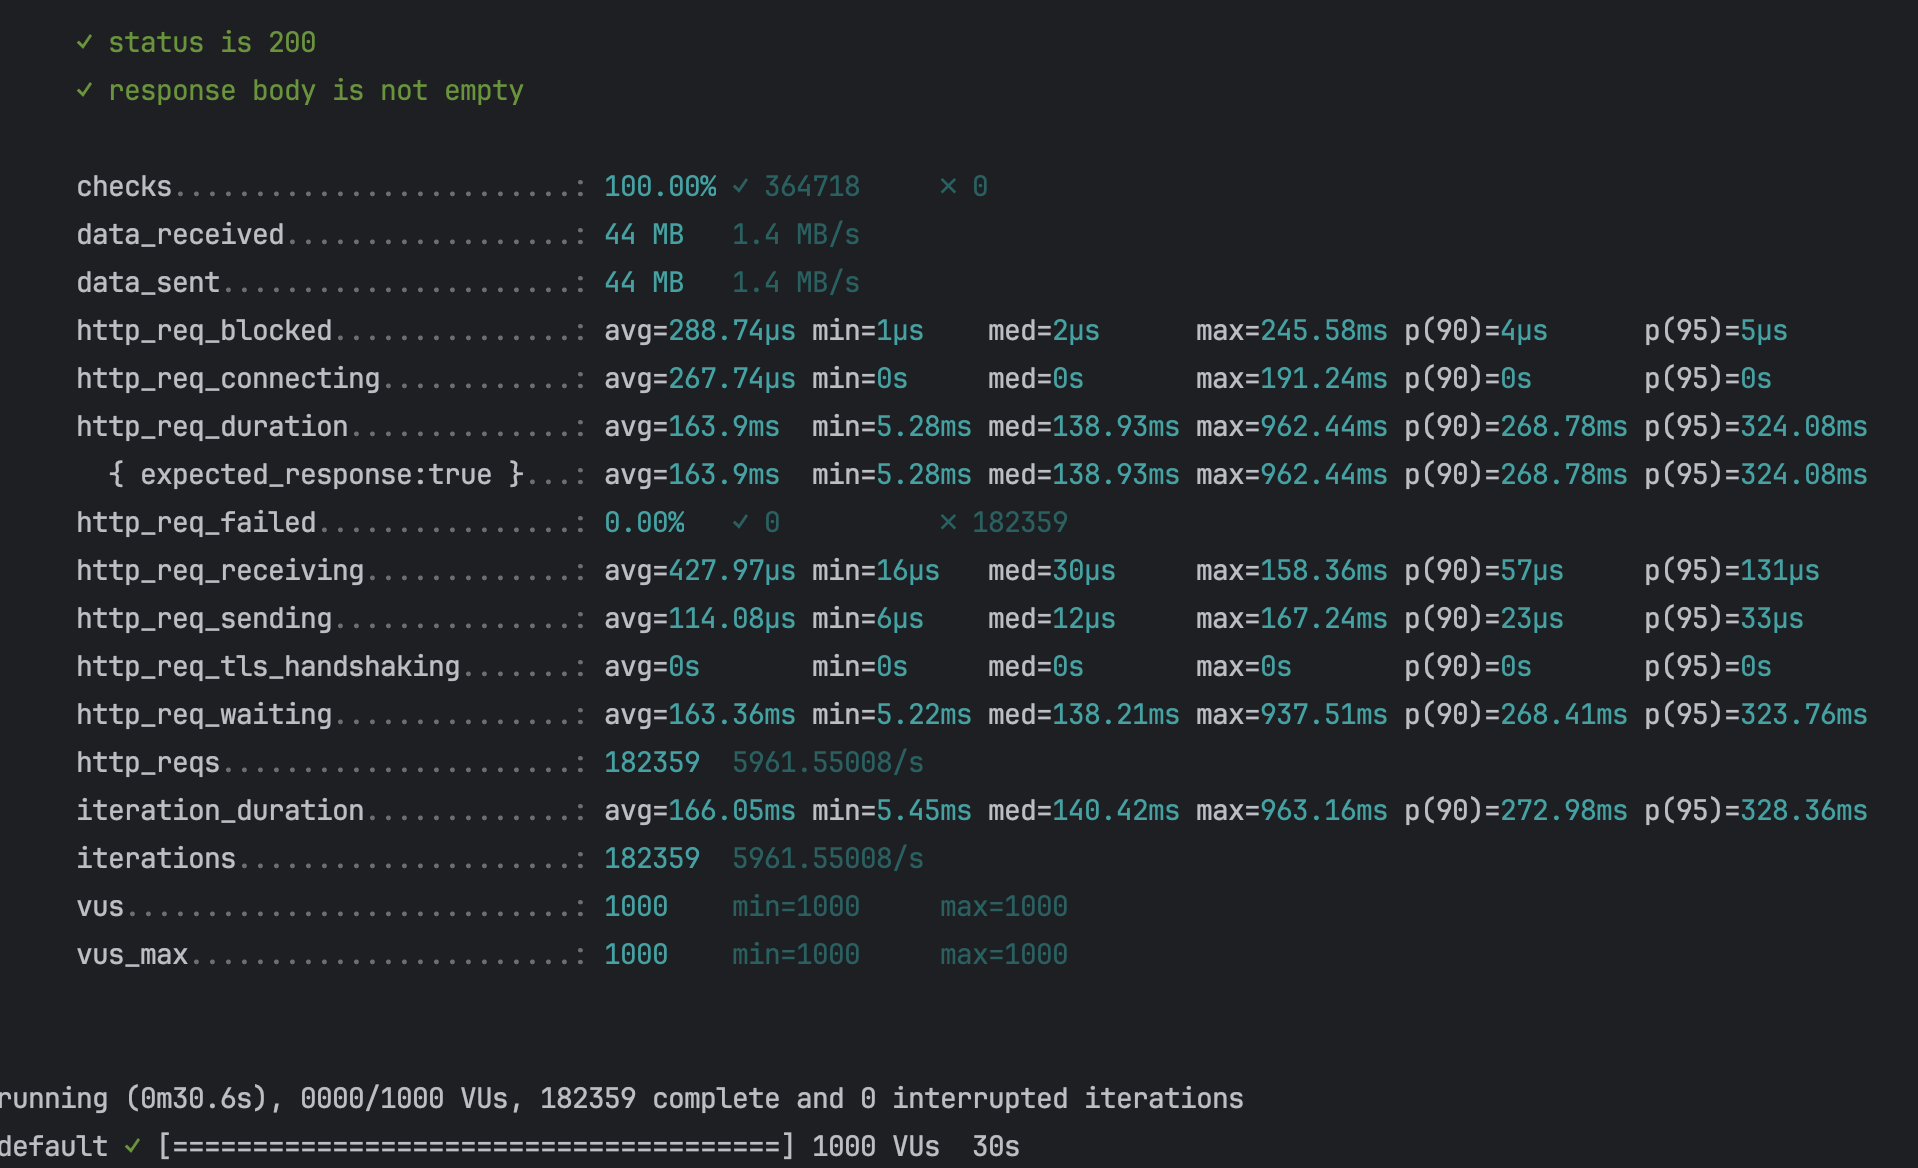 ✓ status is 200
✓ response body is not empty
checks.........................: 100.00% ✓ 364718 ✕ 0
data_received..................: 44 MB 1.4 MB/s
data_sent......................: 44 MB 1.4 MB/s
http_req_blocked...............: avg=288.74µs min=1µs med=2µs max=245.58ms p(90)=4µs p(95)=5µs
http_req_connecting............: avg=267.74µs min=0s med=0s max=191.24ms p(90)=0s p(95)=0s
http_req_duration..............: avg=163.9ms min=5.28ms med=138.93ms max=962.44ms p(90)=268.78ms p(95)=324.08ms
{ expected_response:true }...: avg=163.9ms min=5.28ms med=138.93ms max=962.44ms p(90)=268.78ms p(95)=324.08ms
http_req_failed................: 0.00% ✓ 0 ✕ 182359
http_req_receiving.............: avg=427.97µs min=16µs med=30µs max=158.36ms p(90)=57µs p(95)=131µs
http_req_sending...............: avg=114.08µs min=6µs med=12µs max=167.24ms p(90)=23µs p(95)=33µs
http_req_tls_handshaking.......: avg=0s min=0s med=0s max=0s p(90)=0s p(95)=0s
http_req_waiting...............: avg=163.36ms min=5.22ms med=138.21ms max=937.51ms p(90)=268.41ms p(95)=323.76ms
http_reqs......................: 182359 5961.55008/s
iteration_duration.............: avg=166.05ms min=5.45ms med=140.42ms max=963.16ms p(90)=272.98ms p(95)=328.36ms
iterations.....................: 182359 5961.55008/s
vus............................: 1000 min=1000 max=1000
vus_max........................: 1000 min=1000 max=1000
running (0m30.6s), 0000/1000 VUs, 182359 complete and 0 interrupted iterations
default ✓ [======================================] 1000 VUs 30s